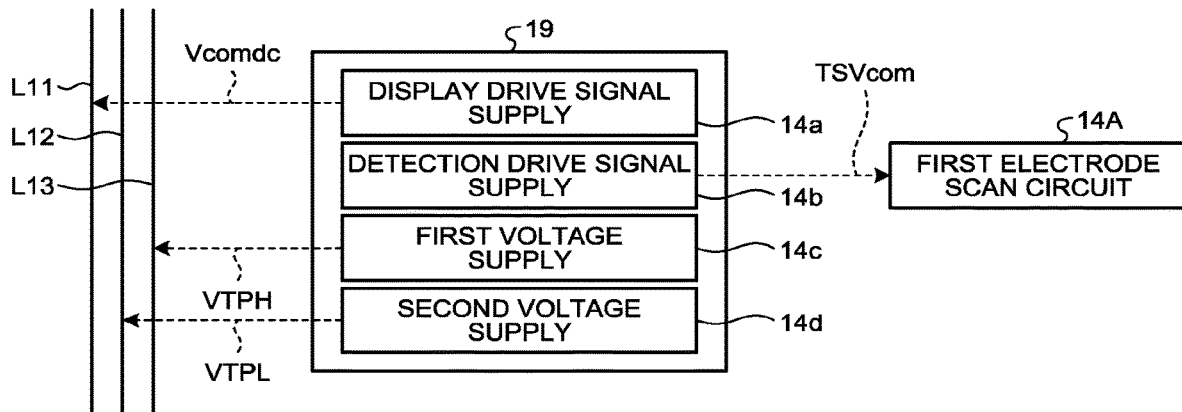 19
Vcomdc
TSVcom
L11
DISPLAY DRIVE SIGNAL
SUPPLY
14a
14A
L12
DETECTION DRIVE SIGNAL
SUPPLY
14b
FIRST ELECTRODE
SCAN CIRCUIT
L13
FIRST VOLTAGE
SUPPLY
14c
VTPH
SECOND VOLTAGE
SUPPLY
14d
VTPL